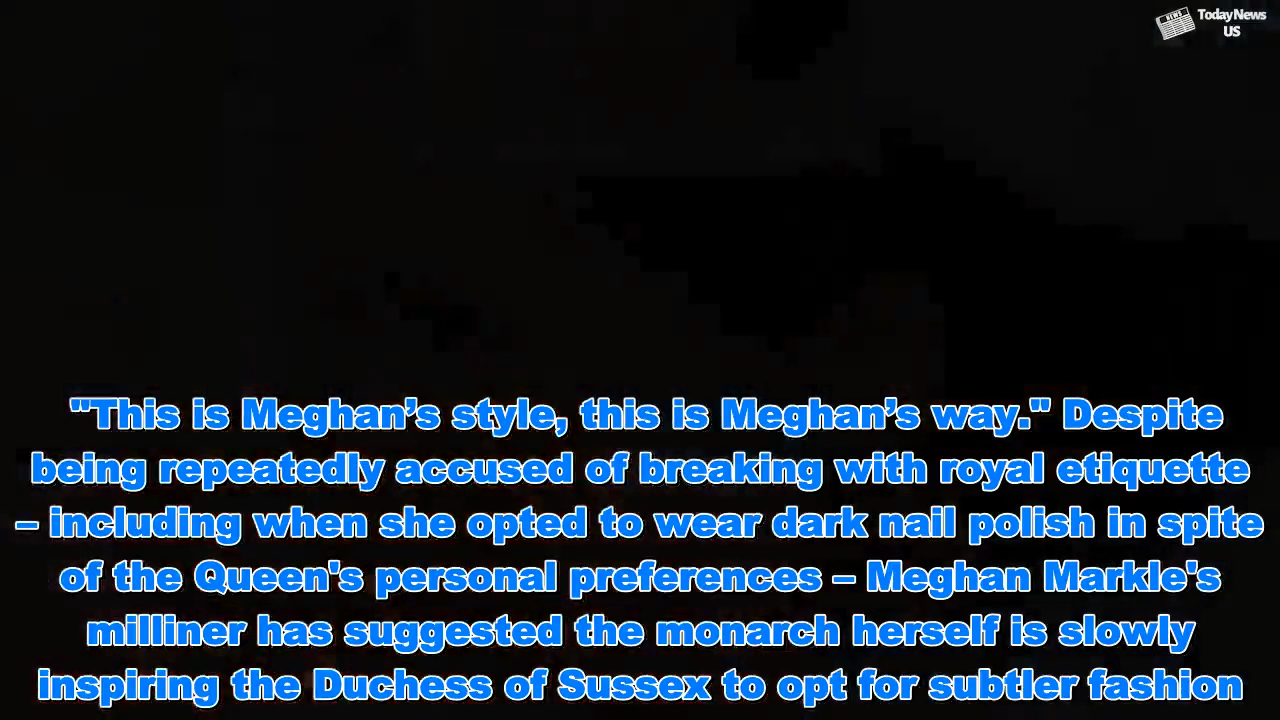 NEWS
TodayNews
US
"This is Meghan’s style, this is Meghan’s way." Despite
being repeatedly accused of breaking with royal etiquette
– including when she opted to wear dark nail polish in spite
of the Queen's personal preferences – Meghan Markle's
milliner has suggested the monarch herself is slowly
inspiring the Duchess of Sussex to opt for subtler fashion